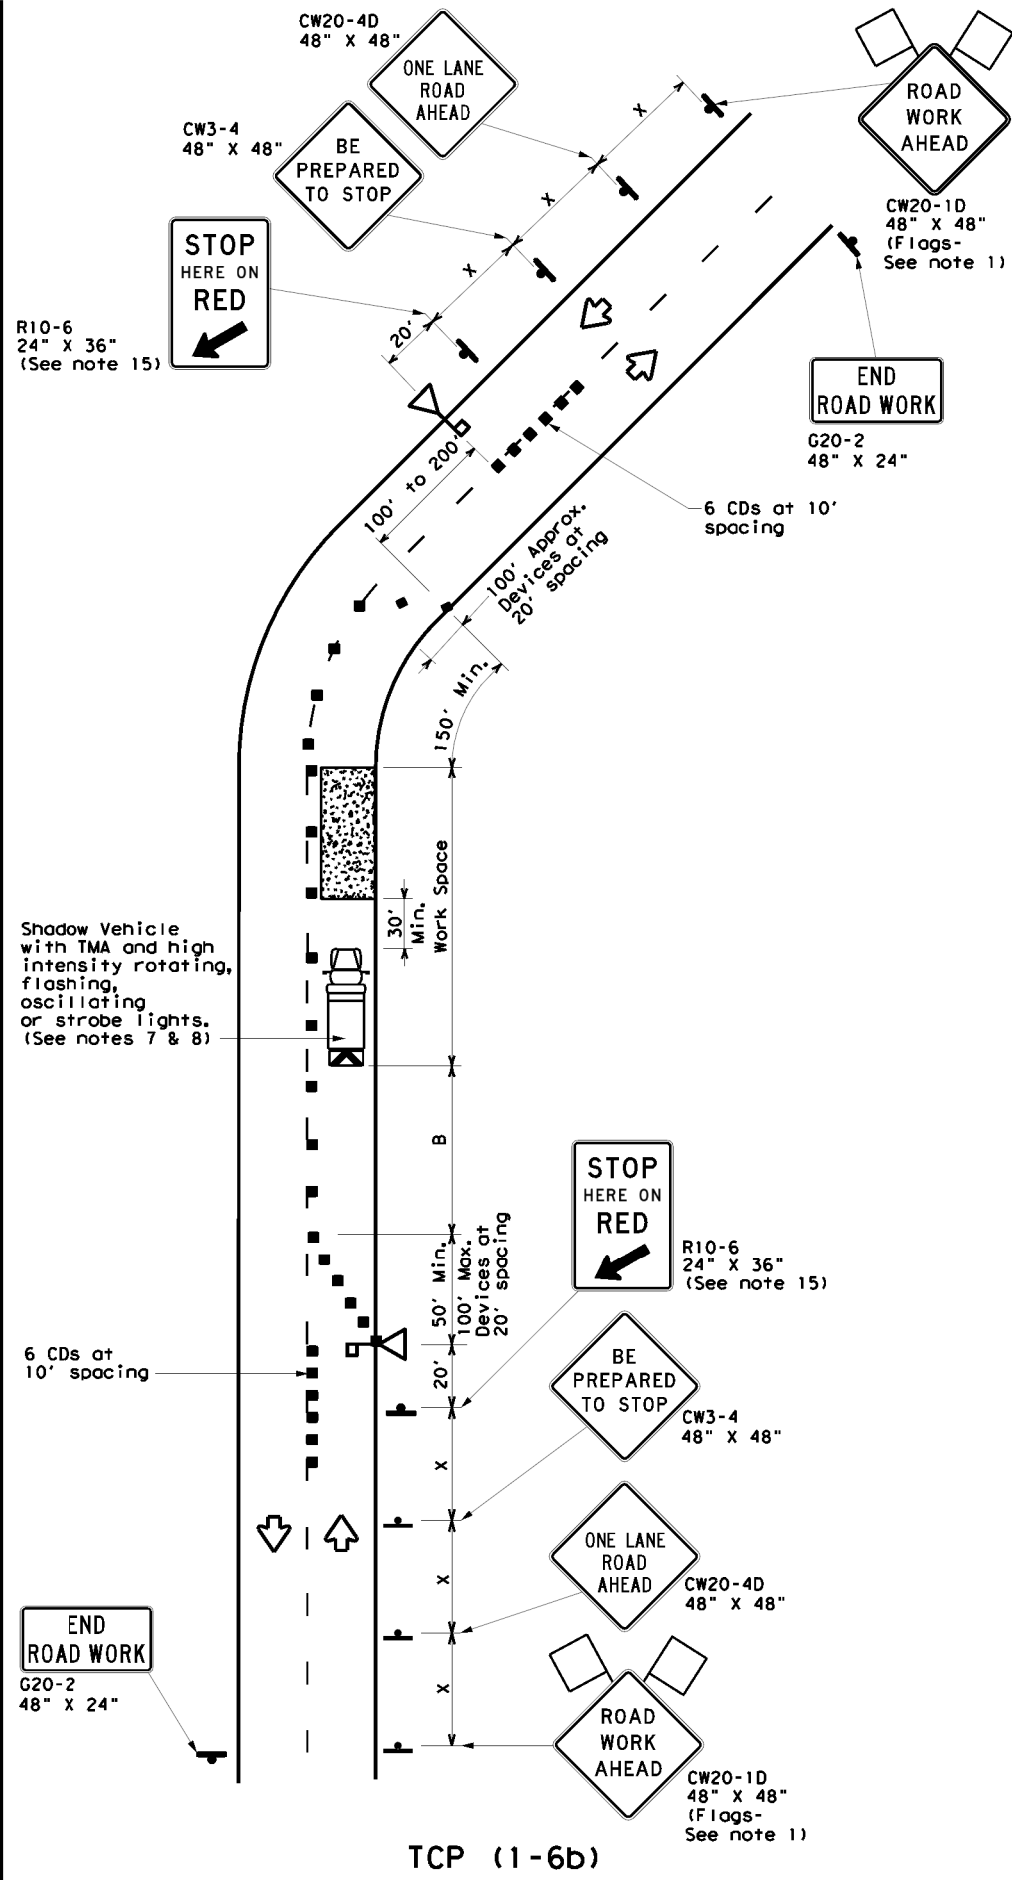 CW20-4D
48" X 48"
ONE LANE
ROAD
AHEAD
ROAD
WORK
AHEAD
CW20-1D
48" X 48"
(Flags-
See note 1)
CW3-4
48" X 48"
BE
PREPARED
TO STOP
X
X
X
20'
STOP
HERE ON
RED
R10-6
24" X 36"
(See note 15)
END
ROAD WORK
G20-2
48" X 24"
100' to 200'
6 CDs at 10'
spacing
100' Approx.
Devices at
20' spacing
150' Min.
Work Space
30'
Min.
Shadow Vehicle
with TMA and high
intensity rotating,
flashing,
oscillating
or strobe lights.
(See notes 7 & 8)
B
50' Min.
100' Max.
Devices at
20' spacing
STOP
HERE ON
RED
R10-6
24" X 36"
(See note 15)
6 CDs at
10' spacing
20'
BE
PREPARED
TO STOP
CW3-4
48" X 48"
X
X
X
ONE LANE
ROAD
AHEAD
CW20-4D
48" X 48"
END
ROAD WORK
G20-2
48" X 24"
ROAD
WORK
AHEAD
CW20-1D
48" X 48"
(Flags-
See note 1)
TCP (1-6b)